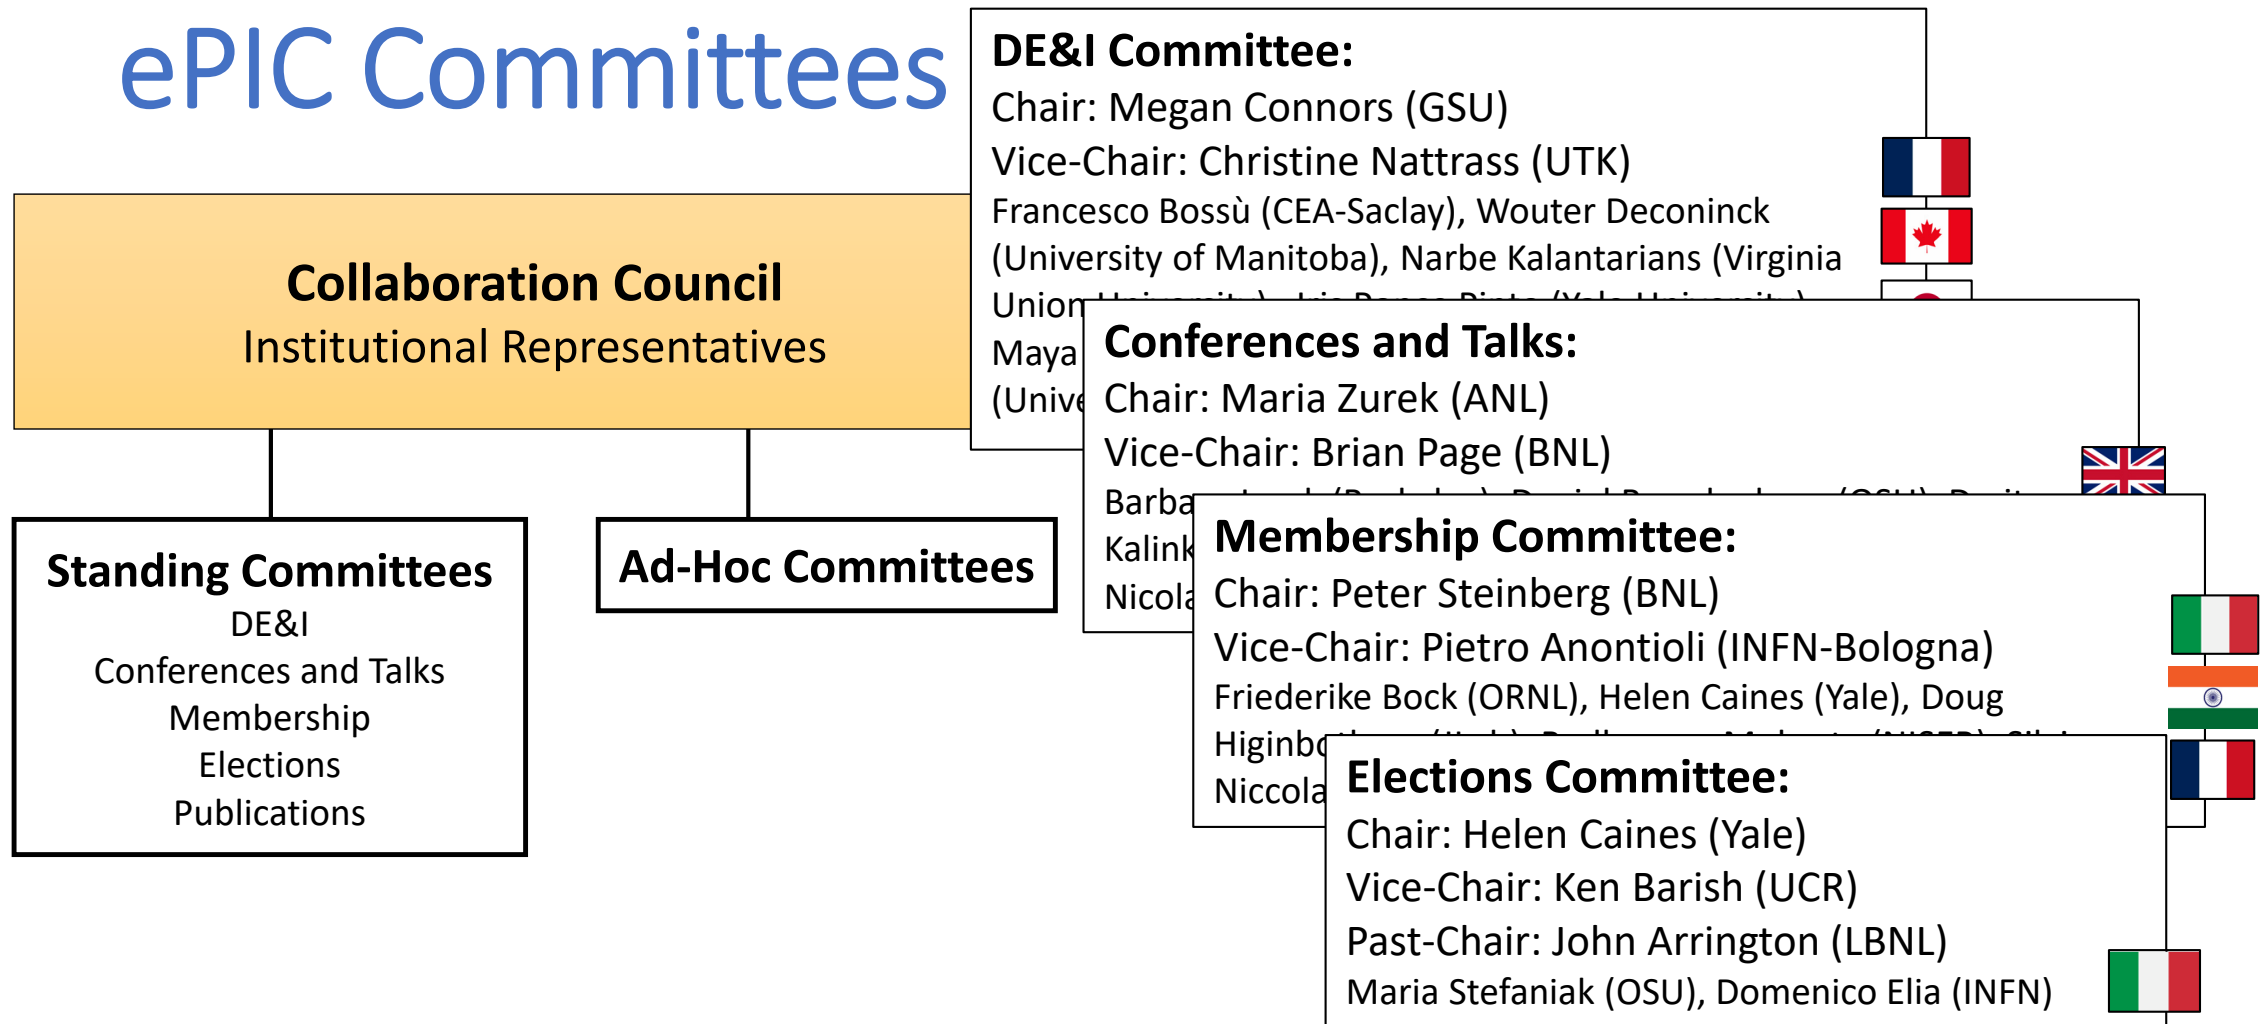 ePIC Committees
Collaboration Council
Institutional Representatives
Standing Committees
DE&I
Conferences and Talks
Membership
Elections
Publications
Ad-Hoc Committees
DE&I Committee:
Chair: Megan Connors (GSU)
Vice-Chair: Christine Nattrass (UTK)
Francesco Bossù (CEA-Saclay), Wouter Deconinck
(University of Manitoba), Narbe Kalantarians (Virginia
Union
Maya
Conferences and Talks:
Chair: Maria Zurek (ANL)
Vice-Chair: Brian Page (BNL)
Membership Committee:
Chair: Peter Steinberg (BNL)
Vice-Chair: Pietro Anontioli (INFN-Bologna)
Friederike Bock (ORNL), Helen Caines (Yale), Doug
Elections Committee:
Chair: Helen Caines (Yale)
Vice-Chair: Ken Barish (UCR)
Past-Chair: John Arrington (LBNL)
Maria Stefaniak (OSU), Domenico Elia (INFN)